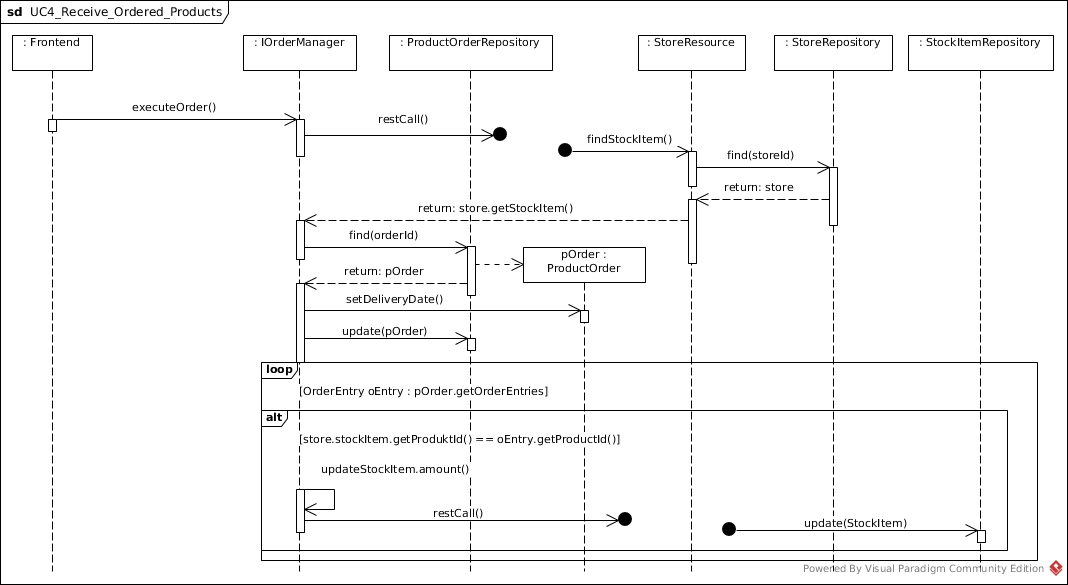 sd UC4_Receive_Ordered_Products
: Frontend
: IOrderManager
: ProductOrderRepository
: StoreResource
: StoreRepository
: StockItemRepository
executeOrder()
restCall()
findStockItem()
find(storeId)
return: store
return: store.getStockItem()
find(orderId)
pOrder :
ProductOrder
return: pOrder
setDeliveryDate()
update(pOrder)
loop
[OrderEntry oEntry : pOrder.getOrderEntries]
alt
[store.stockItem.getProduktId() == oEntry.getProductId()]
updateStockItem.amount()
restCall()
update(StockItem)
Powered By Visual Paradigm Community Edition